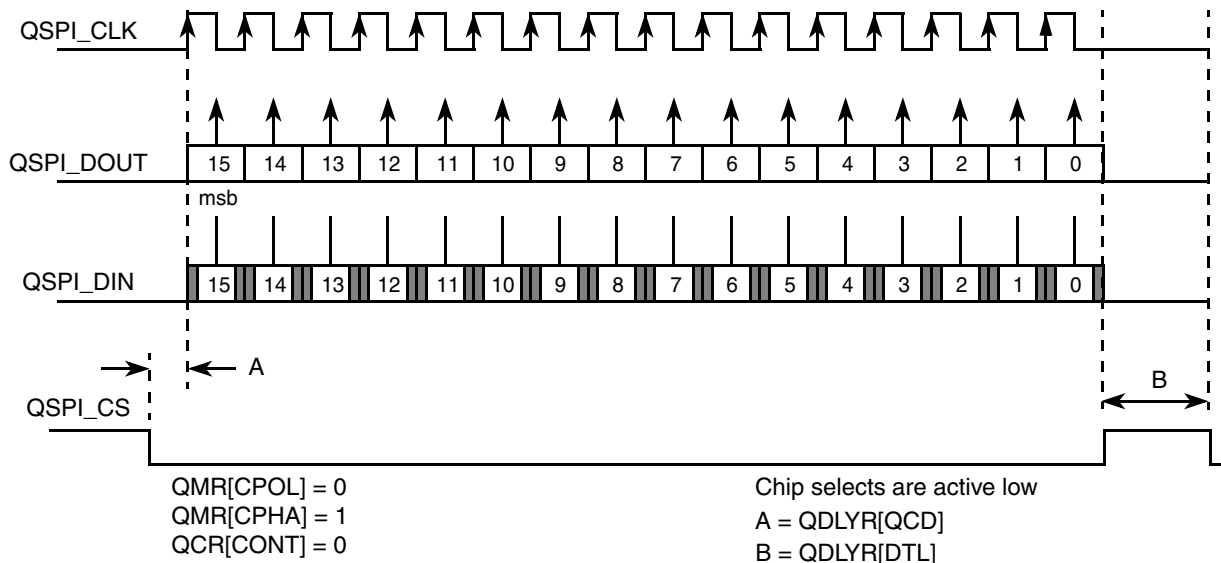 QSPI_CLK
QSPI_DOUT
15 14 13 12 11 10 9 8 7 6 5 4 3 2 1 0
msb
QSPI_DIN
15 14 13 12 11 10 9 8 7 6 5 4 3 2 1 0
A
B
QSPI_CS
QMR[CPOL] = 0
QMR[CPHA] = 1
QCR[CONT] = 0
Chip selects are active low
A = QDLYR[QCD]
B = QDLYR[DTL]